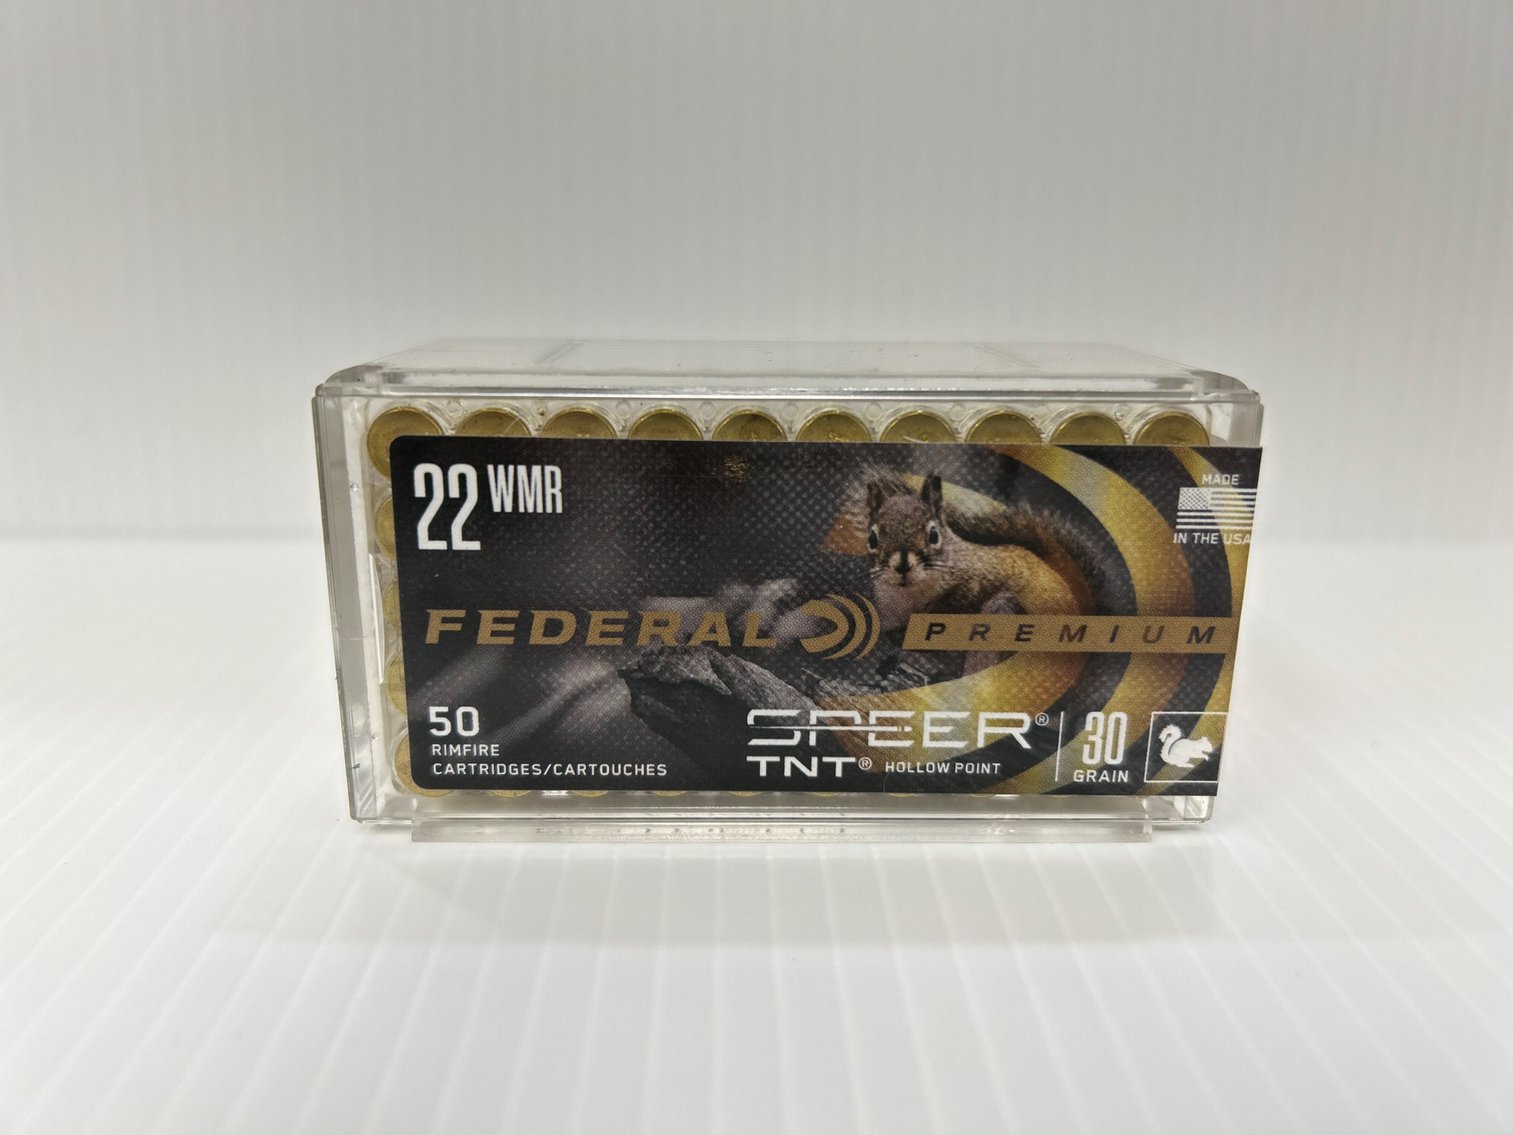 22 WMR
MADE
IN THE USA
FEDERAL PREMIUM
50
RIMFIRE
CARTRIDGES/CARTOUCHES
SPEER®
TNT® HOLLOW POINT
30
GRAIN